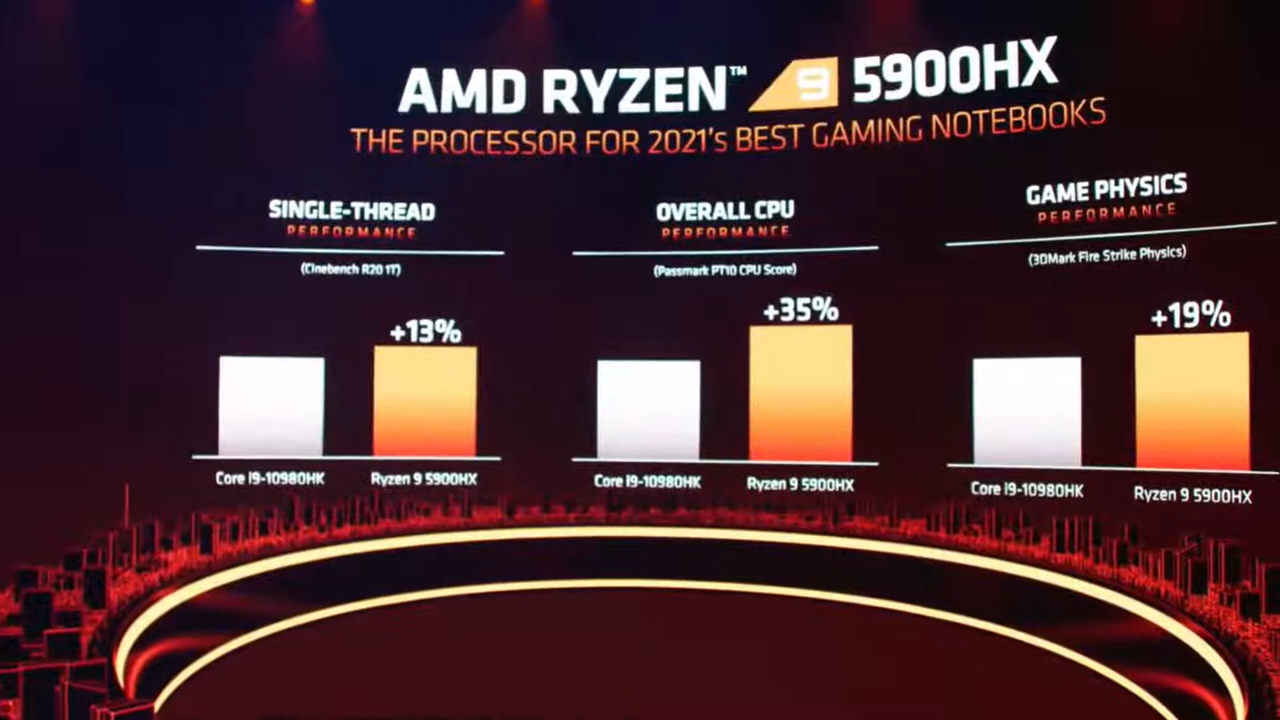 AMD RYZEN™ 9 5900HX
THE PROCESSOR FOR 2021's BEST GAMING NOTEBOOKS
SINGLE-THREAD
PERFORMANCE
(Cinebench R20 1T)
+13%
Core i9-10980HK
Ryzen 9 5900HX
OVERALL CPU
PERFORMANCE
(Passmark PT10 CPU Score)
+35%
Core i9-10980HK
Ryzen 9 5900HX
GAME PHYSICS
PERFORMANCE
(3DMark Fire Strike Physics)
+19%
Core i9-10980HK
Ryzen 9 5900HX